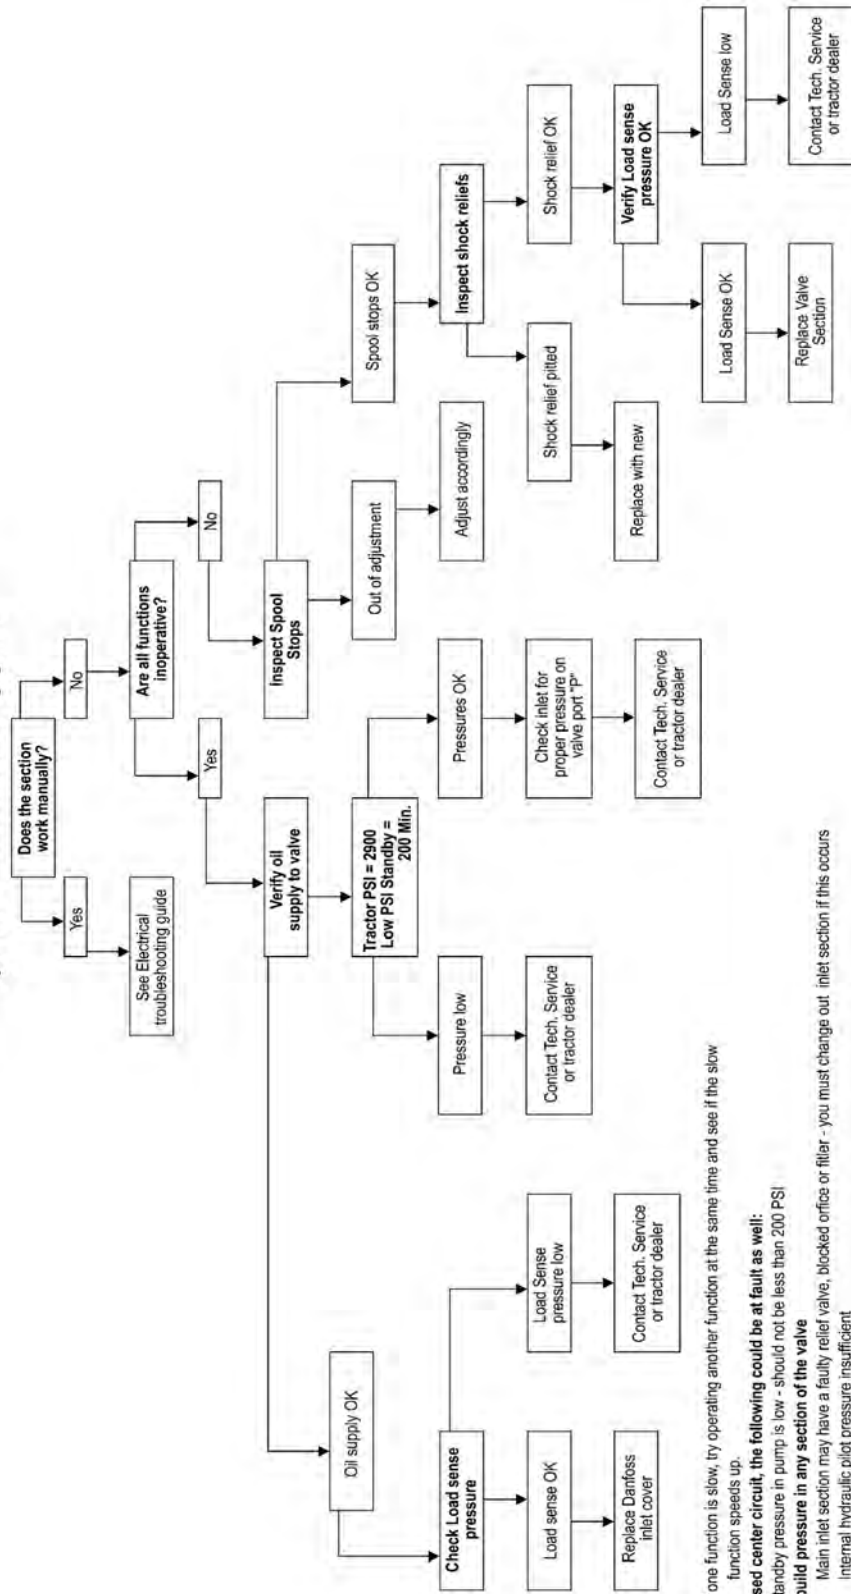 Does the section
work manually?
Yes
No
See Electrical
troubleshooting guide
Are all functions
inoperative?
Yes
No
Verify oil
supply to valve
Inspect Spool
Stops
Oil supply OK
Tractor PSI = 2900
Low PSI Standby =
200 Min.
Out of adjustment
Spool stops OK
Check Load sense
pressure
Pressure low
Pressures OK
Adjust accordingly
Inspect shock reliefs
Load sense OK
Load Sense
pressure low
Contact Tech. Service
or tractor dealer
Check inlet for
proper pressure on
valve port "P"
Shock relief pitted
Shock relief OK
Replace Danfoss
inlet cover
Contact Tech. Service
or tractor dealer
Contact Tech. Service
or tractor dealer
Replace with new
Verify Load sense
pressure OK
Load Sense OK
Load Sense low
Replace Valve
Section
Contact Tech. Service
or tractor dealer
one function is slow, try operating another function at the same time and see if the slow
function speeds up.
sed center circuit, the following could be at fault as well:
tandby pressure in pump is low - should not be less than 200 PSI
build pressure in any section of the valve
Main inlet section may have a faulty relief valve, blocked orfice or fitler - you must change out inlet section if this occurs
Internal hydraulic pilot pressure insufficient